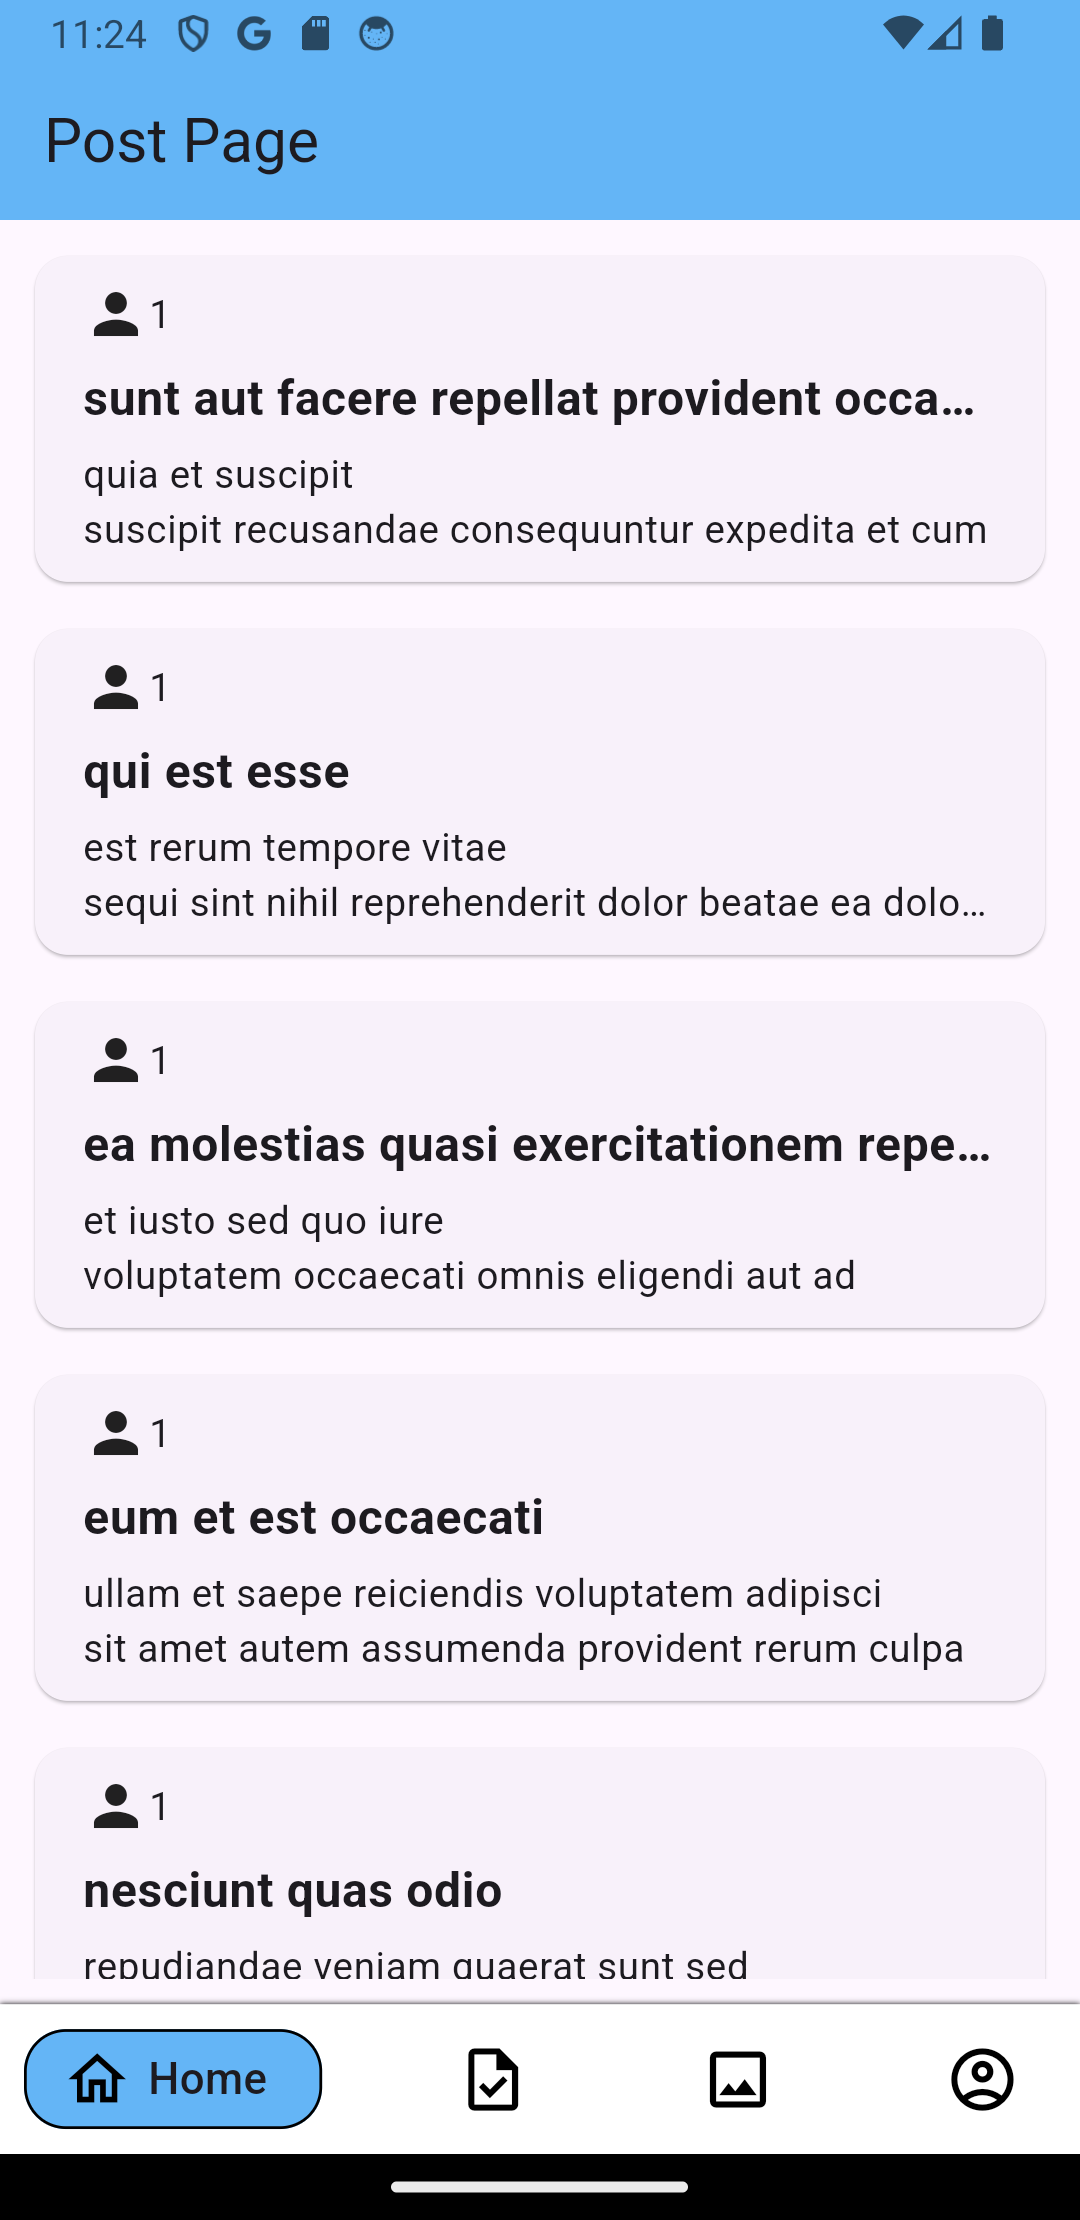 11:24
Post Page
1
sunt aut facere repellat provident occa...
quia et suscipit
suscipit recusandae consequuntur expedita et cum
1
qui est esse
est rerum tempore vitae
sequi sint nihil reprehenderit dolor beatae ea dolo...
1
ea molestias quasi exercitationem repe...
et iusto sed quo iure
voluptatem occaecati omnis eligendi aut ad
1
eum et est occaecati
ullam et saepe reiciendis voluptatem adipisci
sit amet autem assumenda provident rerum culpa
1
nesciunt quas odio
repudiandae veniam quaerat sunt sed
Home